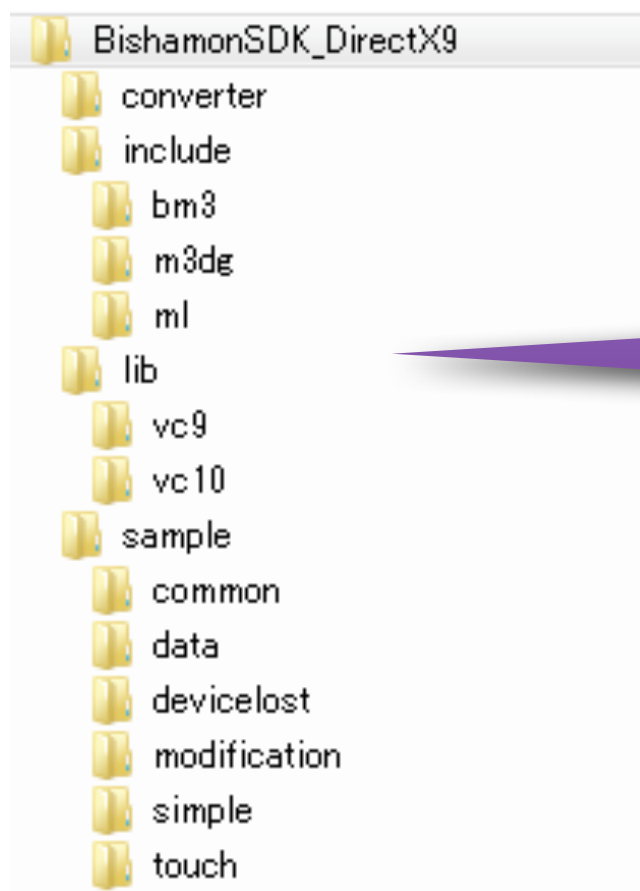 BishamonSDK_DirectX9
converter
include
bm3
m3dg
ml
lib
vc9
vc10
sample
common
data
devicelost
modification
simple
touch